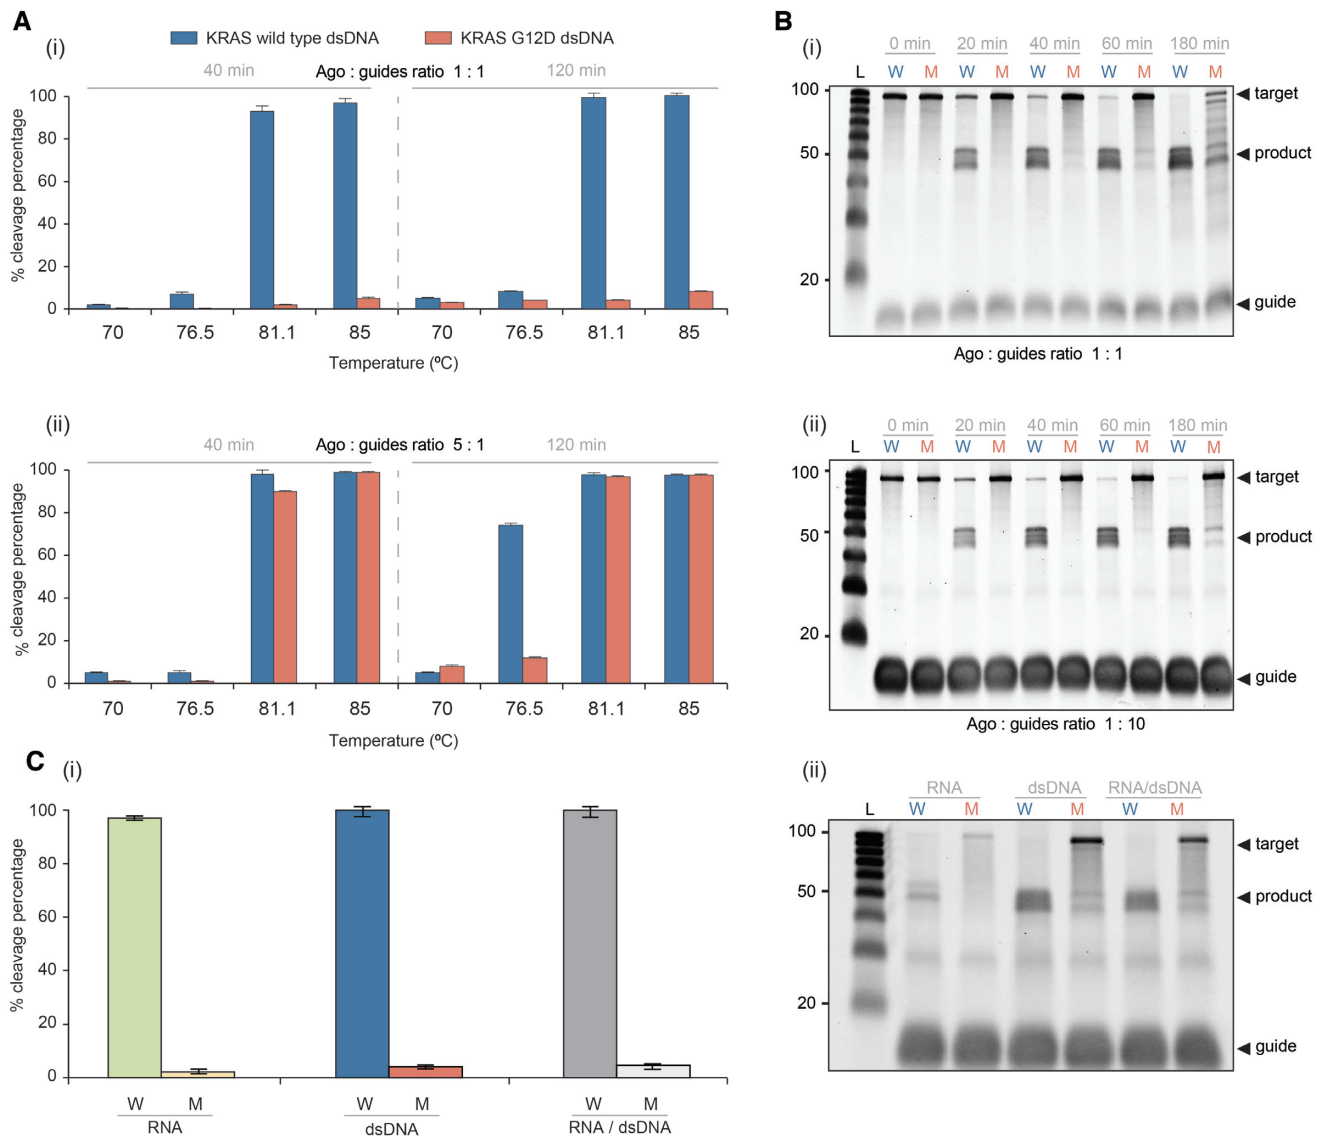 A
(i)
KRAS wild type dsDNA
KRAS G12D dsDNA
40 min
Ago : guides ratio 1 : 1
120 min
% cleavage percentage
100
80
60
40
20
0
70 76.5 81.1 85 70 76.5 81.1 85
Temperature (ºC)
(ii)
40 min
Ago : guides ratio 5 : 1
120 min
% cleavage percentage
100
80
60
40
20
0
70 76.5 81.1 85 70 76.5 81.1 85
Temperature (ºC)
B
(i)
0 min 20 min 40 min 60 min 180 min
L W M W M W M W M W M
100
50
20
target
product
guide
Ago : guides ratio 1 : 1
(ii)
0 min 20 min 40 min 60 min 180 min
L W M W M W M W M W M
100
50
20
target
product
guide
Ago : guides ratio 1 : 10
C
(i)
% cleavage percentage
100
80
60
40
20
0
W M W M W M
RNA dsDNA RNA / dsDNA
(ii)
RNA dsDNA RNA/dsDNA
L W M W M W M
100
50
20
target
product
guide